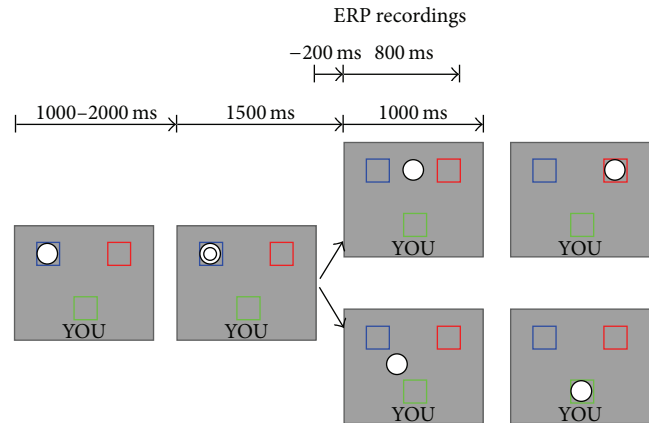 ERP recordings
−200 ms 800 ms
1000–2000 ms 1500 ms 1000 ms
YOU
YOU YOU
YOU YOU
YOU